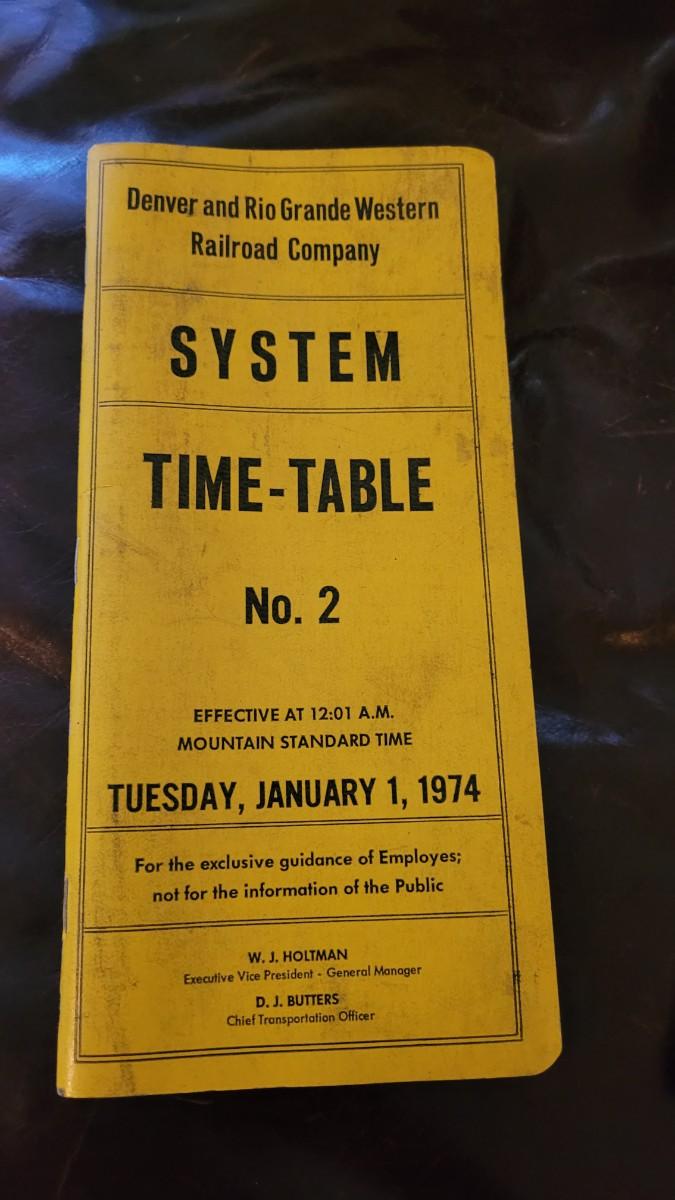 Denver and Rio Grande Western
Railroad Company
SYSTEM
TIME-TABLE
No. 2
EFFECTIVE AT 12:01 A.M.
MOUNTAIN STANDARD TIME
TUESDAY, JANUARY 1, 1974
For the exclusive guidance of Employes;
not for the information of the Public
W. J. HOLTMAN
Executive Vice President - General Manager
D. J. BUTTERS
Chief Transportation Officer